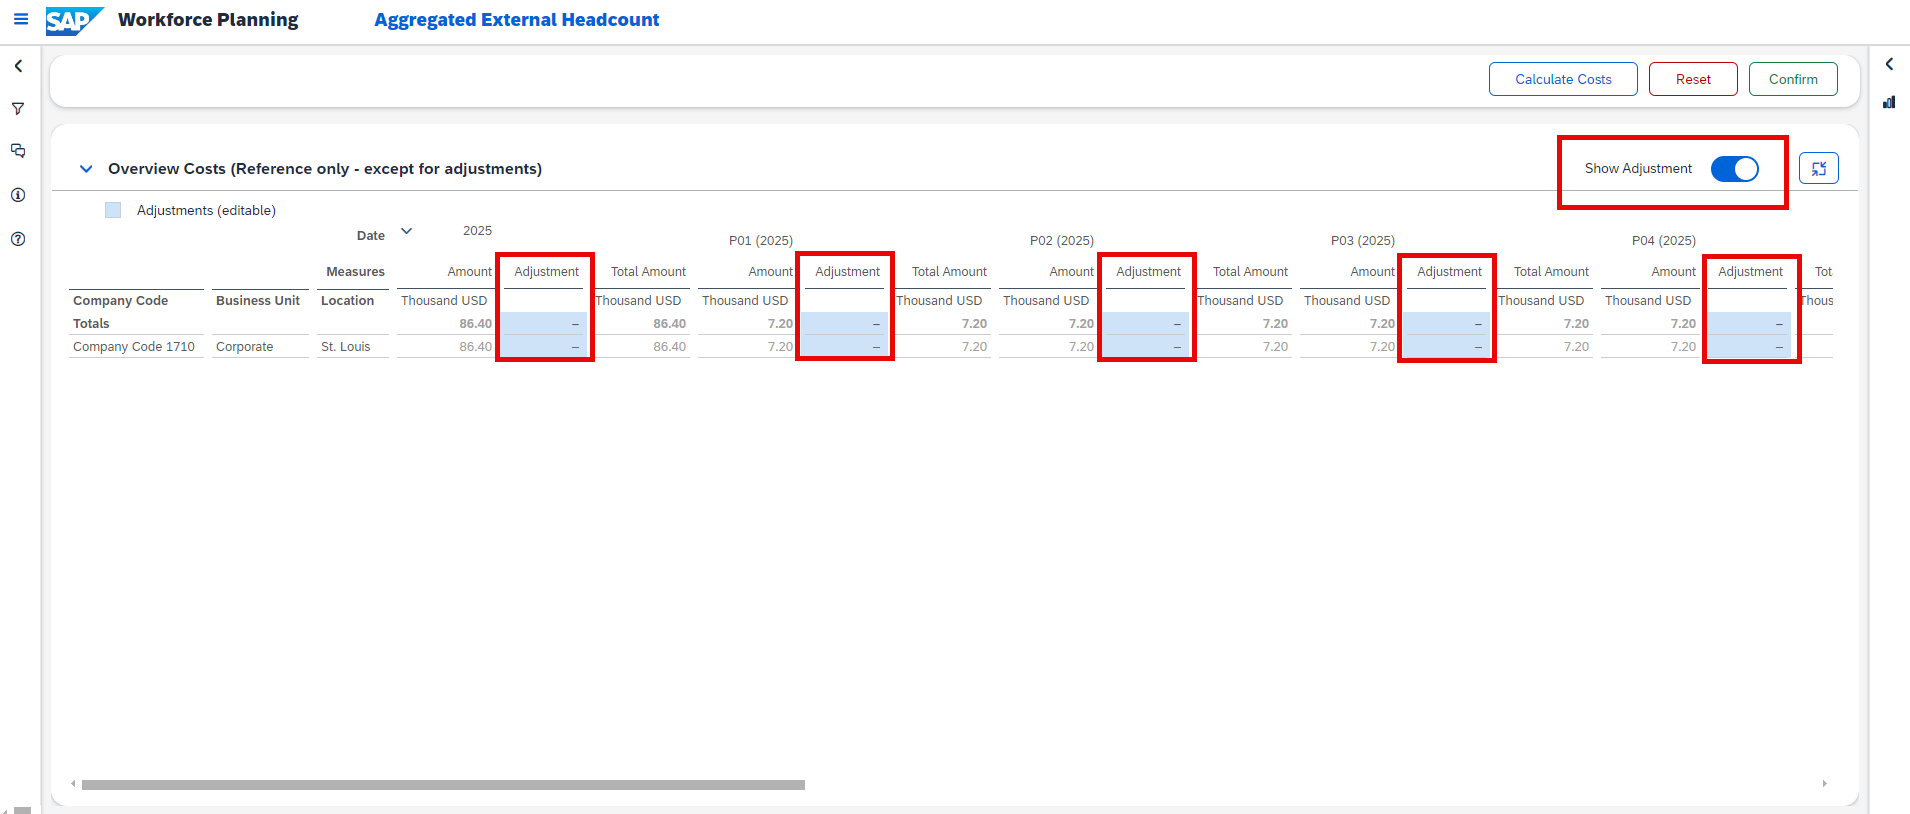 SAP Workforce Planning Aggregated External Headcount
Calculate Costs Reset Confirm
Overview Costs (Reference only - except for adjustments) Show Adjustment
Adjustments (editable)
Date 2025 P01 (2025) P02 (2025) P03 (2025) P04 (2025)
Measures Amount Adjustment Total Amount Amount Adjustment Total Amount Amount Adjustment Total Amount Amount Adjustment Total Amount Amount Adjustment Tot
Company Code Business Unit Location Thousand USD Thousand USD Thousand USD Thousand USD Thousand USD Thousand USD Thousand USD Thousand USD Thousand USD Thous
Totals 86.40 – 86.40 7.20 – 7.20 7.20 – 7.20 7.20 – 7.20 7.20 –
Company Code 1710 Corporate St. Louis 86.40 – 86.40 7.20 – 7.20 7.20 – 7.20 7.20 – 7.20 7.20 –